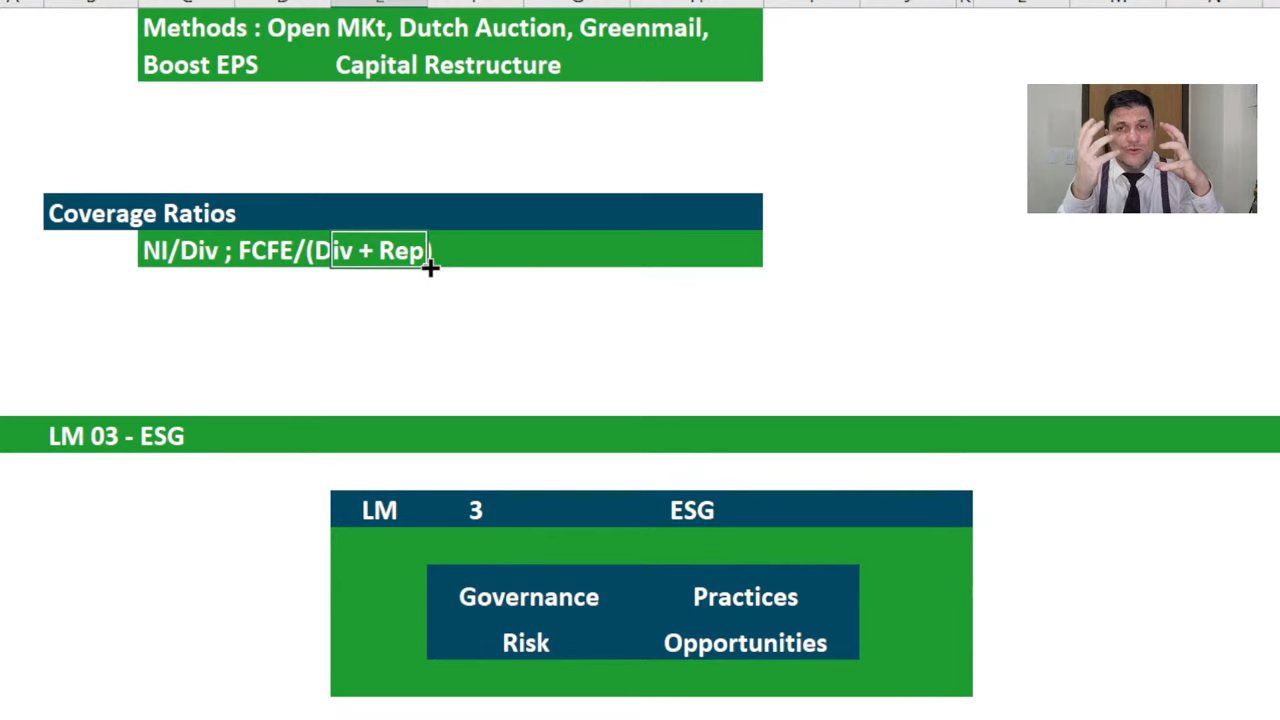 Methods : Open MKt, Dutch Auction, Greenmail,
Boost EPS Capital Restructure
Coverage Ratios
NI/Div ; FCFE/(Div + Rep)
LM 03 - ESG
LM 3 ESG
Governance Practices
Risk Opportunities